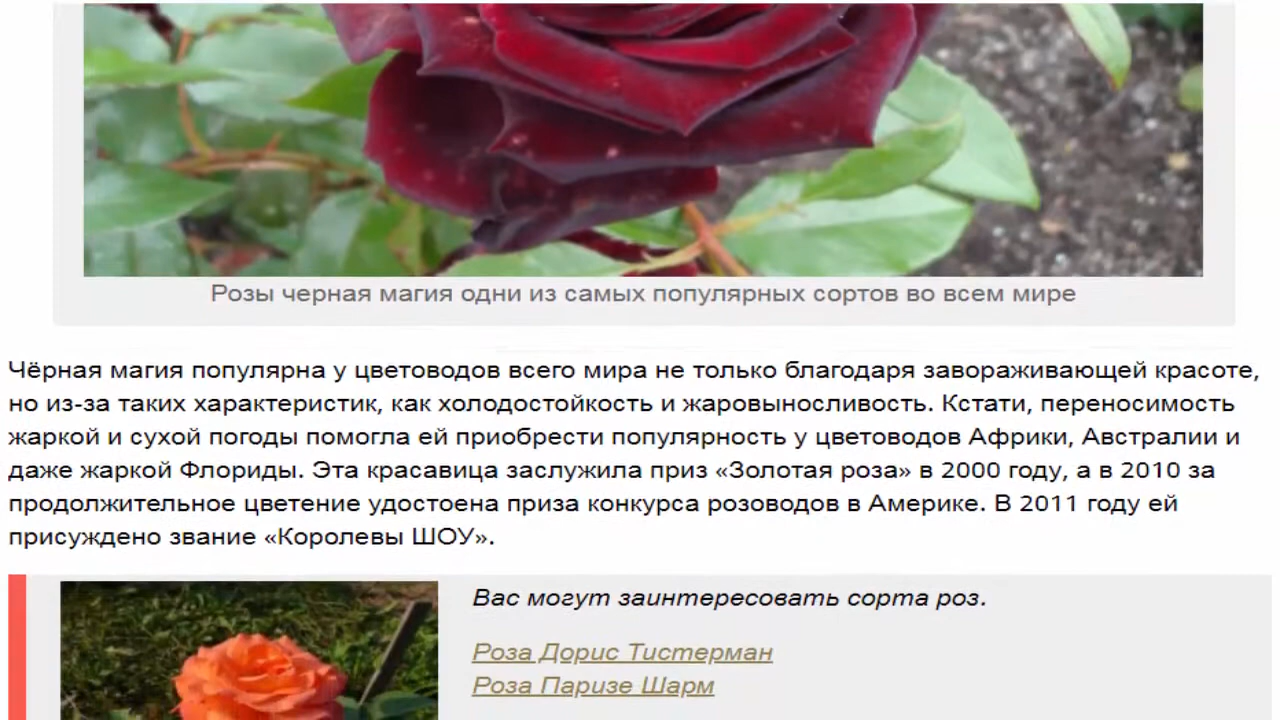 Розы черная магия одни из самых популярных сортов во всем мире
Чёрная магия популярна у цветоводов всего мира не только благодаря завораживающей красоте,
но из-за таких характеристик, как холодостойкость и жаровыносливость. Кстати, переносимость
жаркой и сухой погоды помогла ей приобрести популярность у цветоводов Африки, Австралии и
даже жаркой Флориды. Эта красавица заслужила приз «Золотая роза» в 2000 году, а в 2010 за
продолжительное цветение удостоена приза конкурса розоводов в Америке. В 2011 году ей
присуждено звание «Королевы ШОУ».
Вас могут заинтересовать сорта роз.
Роза Дорис Тистерман
Роза Паризе Шарм